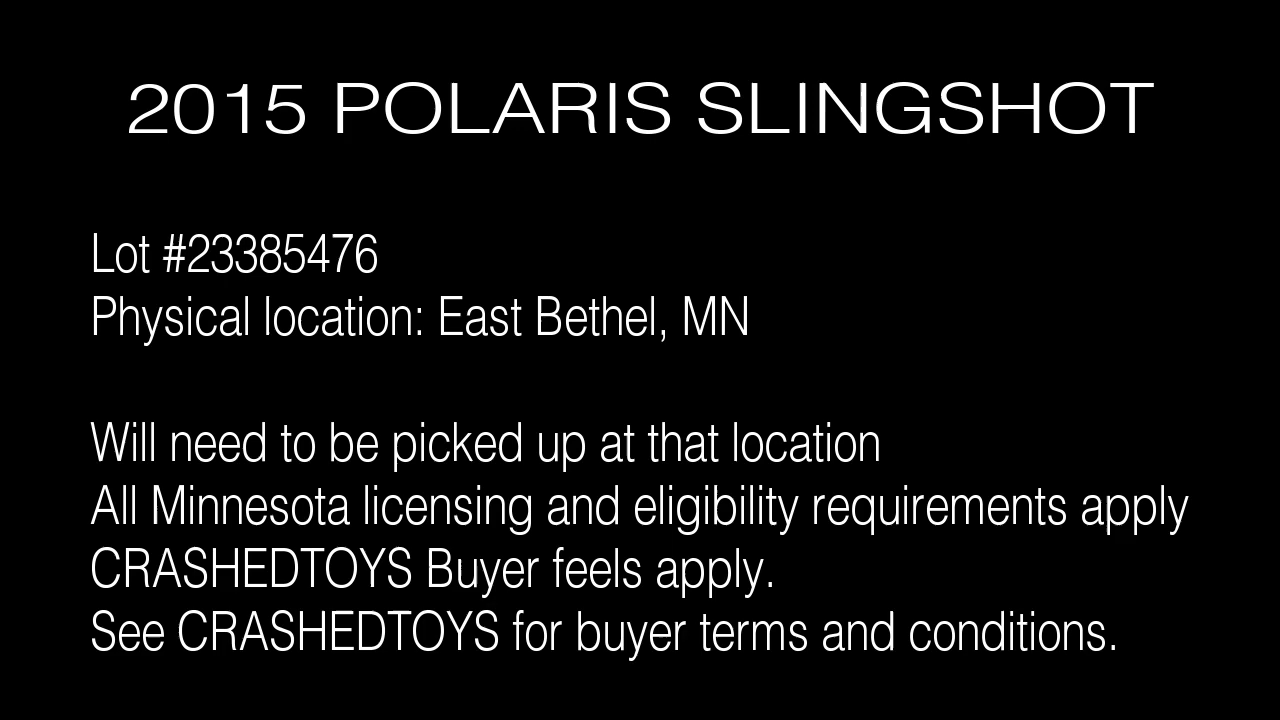 2015 POLARIS SLINGSHOT
Lot #23385476
Physical location: East Bethel, MN
Will need to be picked up at that location
All Minnesota licensing and eligibility requirements apply
CRASHEDTOYS Buyer feels apply.
See CRASHEDTOYS for buyer terms and conditions.